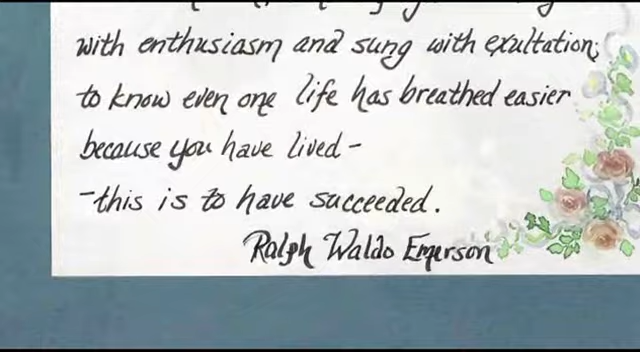 with enthusiasm and sung with exultation;
to know even one life has breathed easier
because you have lived -
- this is to have succeeded.
Ralph Waldo Emerson